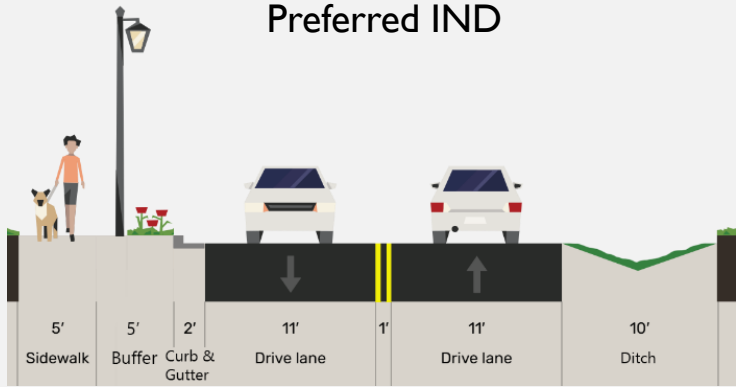 Preferred IND
5' 5' 2' 11' 1' 11' 10'
Sidewalk Buffer Curb & Drive lane Drive lane Ditch
Gutter